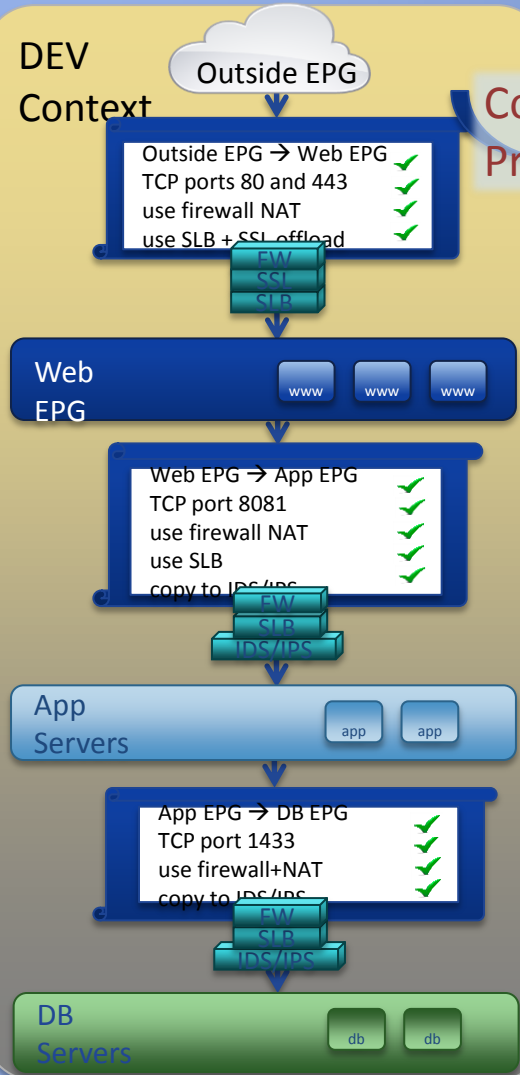 DEV
Context
Outside EPG
Outside EPG → Web EPG
TCP ports 80 and 443
use firewall NAT
use SLB + SSL offload
FW
SSL
SLB
Web
EPG
www
www
www
Web EPG → App EPG
TCP port 8081
use firewall NAT
use SLB
copy to IDS/IPS
FW
SLB
IDS/IPS
App
Servers
app
app
App EPG → DB EPG
TCP port 1433
use firewall+NAT
copy to IDS/IPS
FW
SLB
IDS/IPS
DB
Servers
db
db